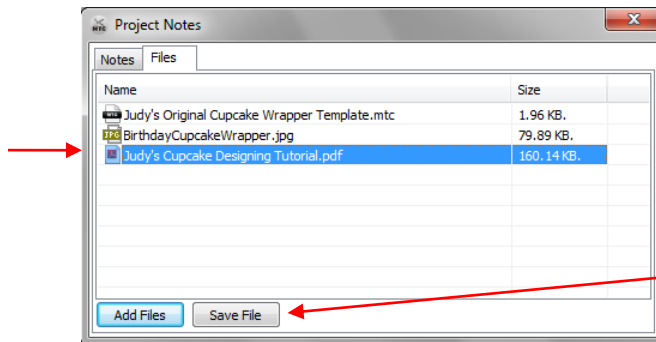 Project Notes
Notes Files
Name Size
Judy's Original Cupcake Wrapper Template.mtc 1.96 KB.
BirthdayCupcakeWrapper.jpg 79.89 KB.
Judy's Cupcake Designing Tutorial.pdf 160.14 KB.
Add Files Save File